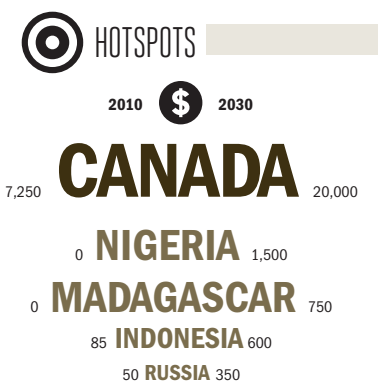 HOTSPOTS
2010 $ 2030
7,250 CANADA 20,000
0 NIGERIA 1,500
0 MADAGASCAR 750
85 INDONESIA 600
50 RUSSIA 350